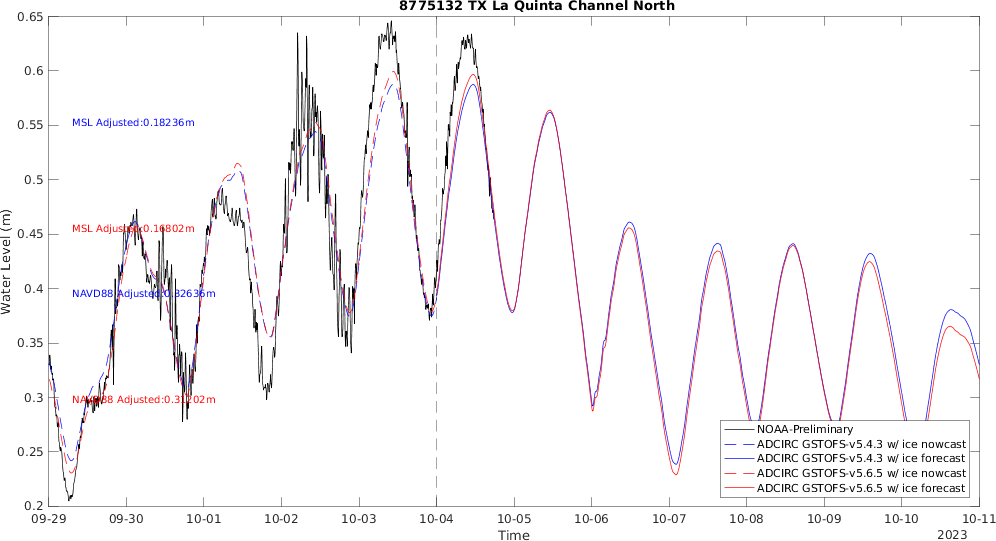 8775132 TX La Quinta Channel North
Water Level (m)
0.65
0.6
0.55
0.5
0.45
0.4
0.35
0.3
0.25
0.2
MSL Adjusted:0.18236m
MSL Adjusted:0.16802m
NAVD88 Adjusted:0.32636m
NAVD88 Adjusted:0.31202m
NOAA-Preliminary
ADCIRC GSTOFS-v5.4.3 w/ ice nowcast
ADCIRC GSTOFS-v5.4.3 w/ ice forecast
ADCIRC GSTOFS-v5.6.5 w/ ice nowcast
ADCIRC GSTOFS-v5.6.5 w/ ice forecast
09-29 09-30 10-01 10-02 10-03 10-04 10-05 10-06 10-07 10-08 10-09 10-10 10-11
Time
2023